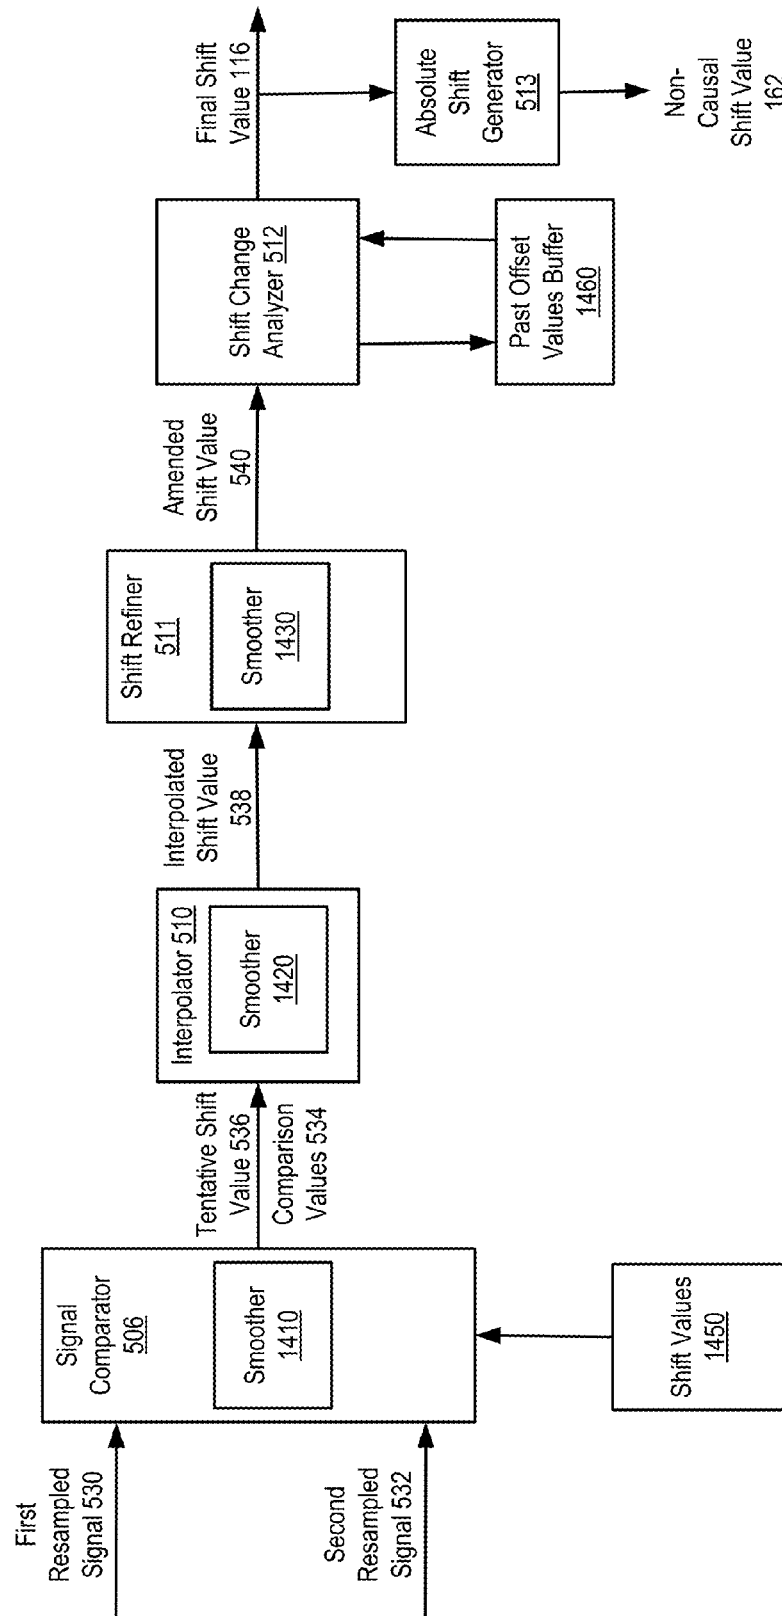 First
Resampled
Signal 530
Second
Resampled
Signal 532
Signal
Comparator
506
Smoother
1410
Shift Values
1450
Tentative Shift
Value 536
Comparison
Values 534
Interpolator 510
Smoother
1420
Interpolated
Shift Value
538
Shift Refiner
511
Smoother
1430
Amended
Shift Value
540
Shift Change
Analyzer 512
Past Offset
Values Buffer
1460
Final Shift
Value 116
Absolute
Shift
Generator
513
Non-
Causal
Shift Value
162